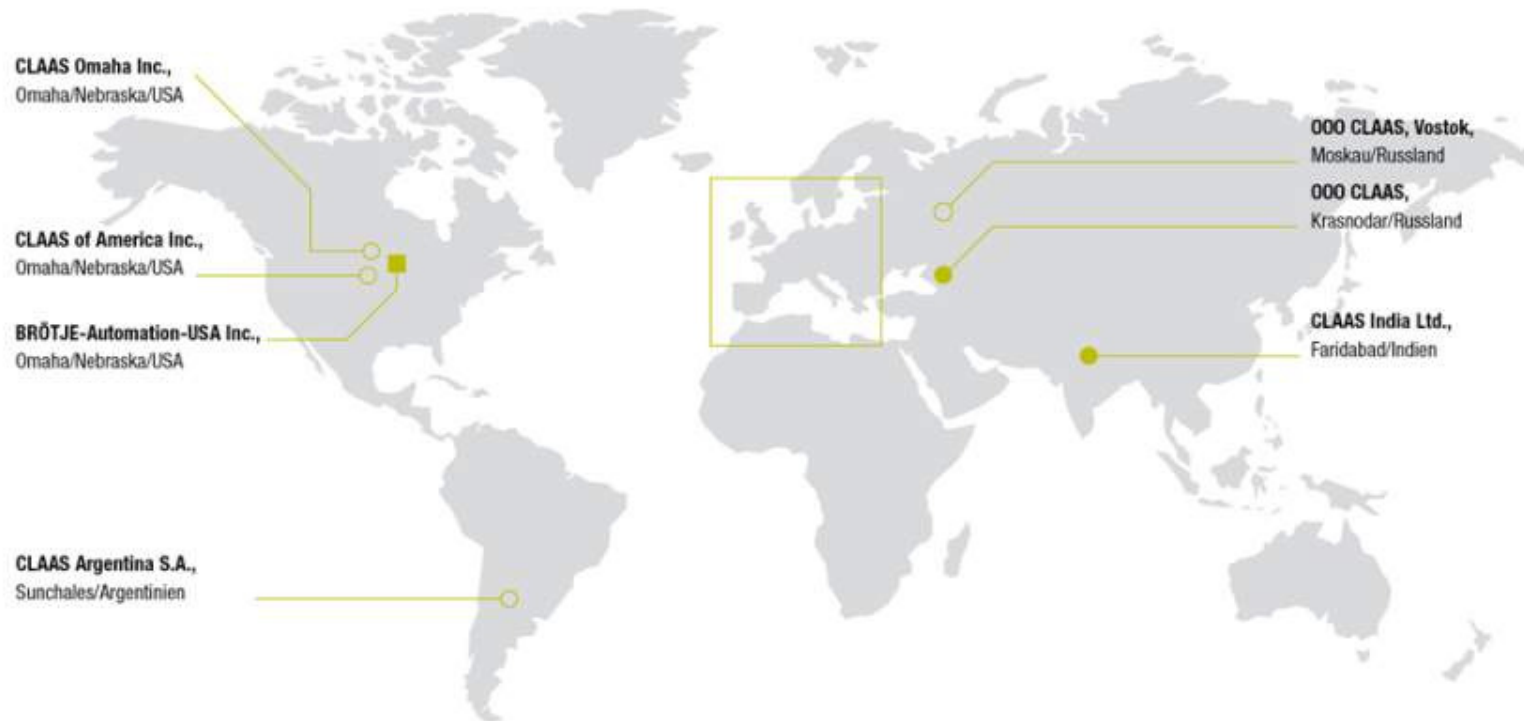 CLAAS Omaha Inc.,
Omaha/Nebraska/USA
CLAAS of America Inc.,
Omaha/Nebraska/USA
BRÖTJE-Automation-USA Inc.,
Omaha/Nebraska/USA
CLAAS Argentina S.A.,
Sunchales/Argentinien
OOO CLAAS, Vostok,
Moskau/Russland
OOO CLAAS,
Krasnodar/Russland
CLAAS India Ltd.,
Faridabad/Indien